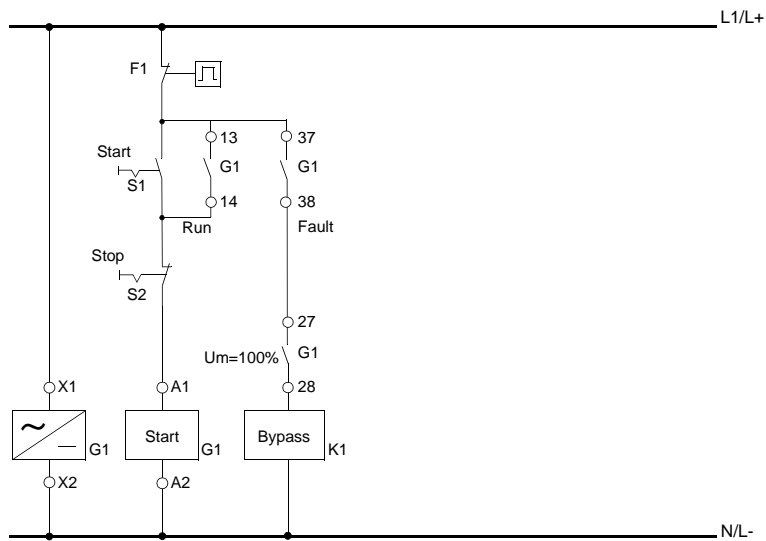 L1/L+
F1
13
37
Start
G1
G1
S1
14
38
Run
Fault
Stop
S2
27
Um=100%
G1
X1
A1
28
~
—
G1
Start
G1
Bypass
K1
X2
A2
N/L-